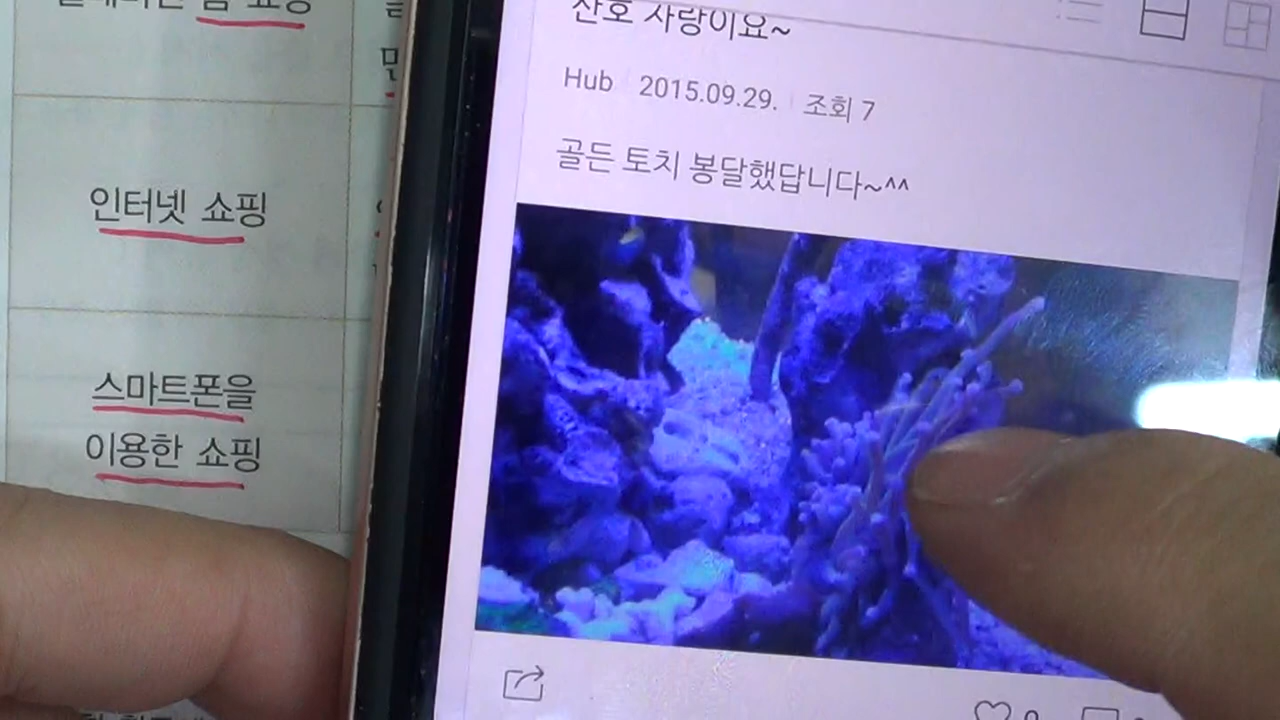 쇼핑
인터넷 쇼핑
스마트폰을
이용한 쇼핑
산호 사랑이요~
Hub 2015.09.29. 조회 7
골든 토치 봉달했답니다~^^